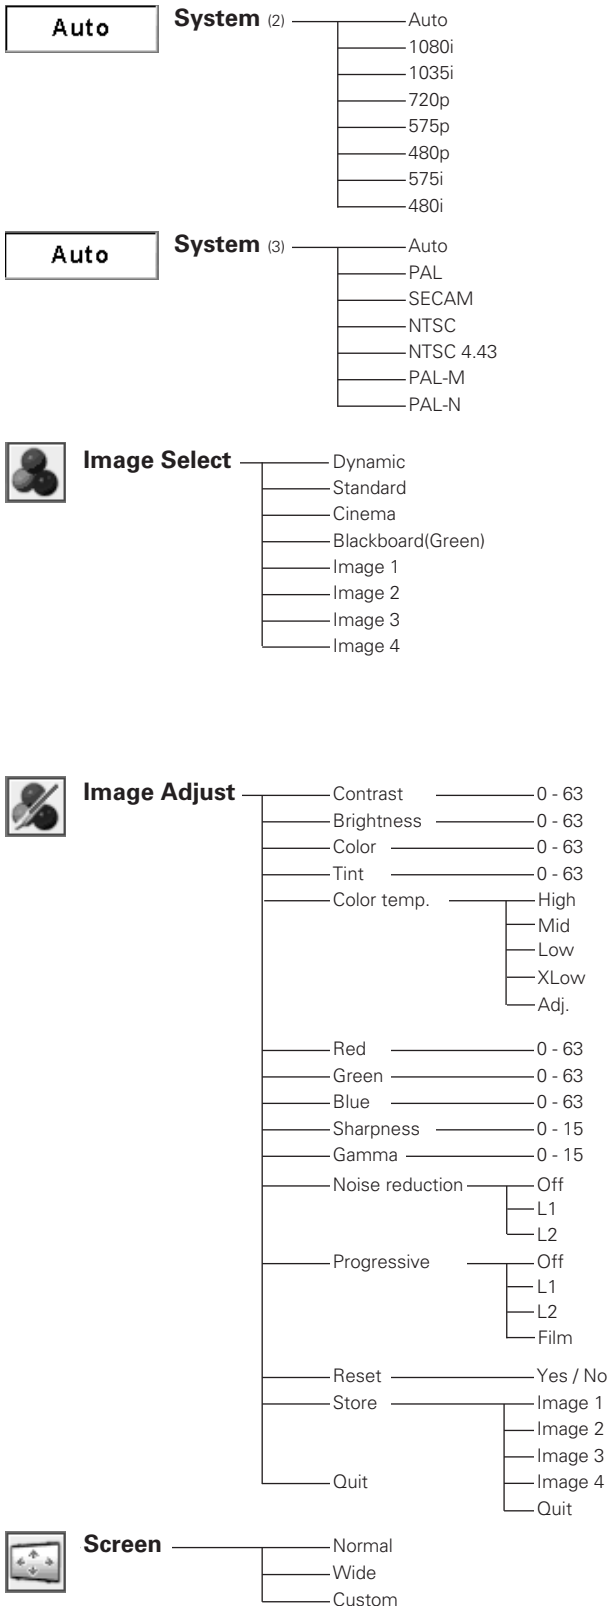 Auto
System (2)
Auto
1080i
1035i
720p
575p
480p
575i
480i
Auto
System (3)
Auto
PAL
SECAM
NTSC
NTSC 4.43
PAL-M
PAL-N
Image Select
Dynamic
Standard
Cinema
Blackboard(Green)
Image 1
Image 2
Image 3
Image 4
Image Adjust
Contrast 0 - 63
Brightness 0 - 63
Color 0 - 63
Tint 0 - 63
Color temp. High
Mid
Low
XLow
Adj.
Red 0 - 63
Green 0 - 63
Blue 0 - 63
Sharpness 0 - 15
Gamma 0 - 15
Noise reduction Off
L1
L2
Progressive Off
L1
L2
Film
Reset Yes / No
Store Image 1
Image 2
Image 3
Quit Image 4
Quit
Screen
Normal
Wide
Custom